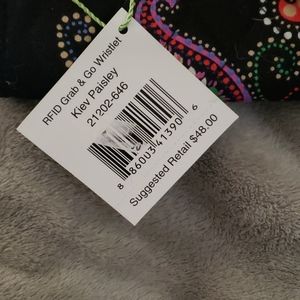 RFID Grab & Go Wristlet
Kiev Paisley
21202-646
8 86003 41390 6
Suggested Retail $48.00